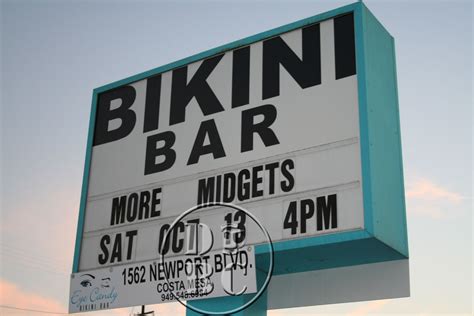 BIKINI
BAR
MORE MIDGETS
SAT OCT 13 4PM
1562 NEWPORT BLVD.
COSTA MESA
Eye Candy
BIKINI BAR